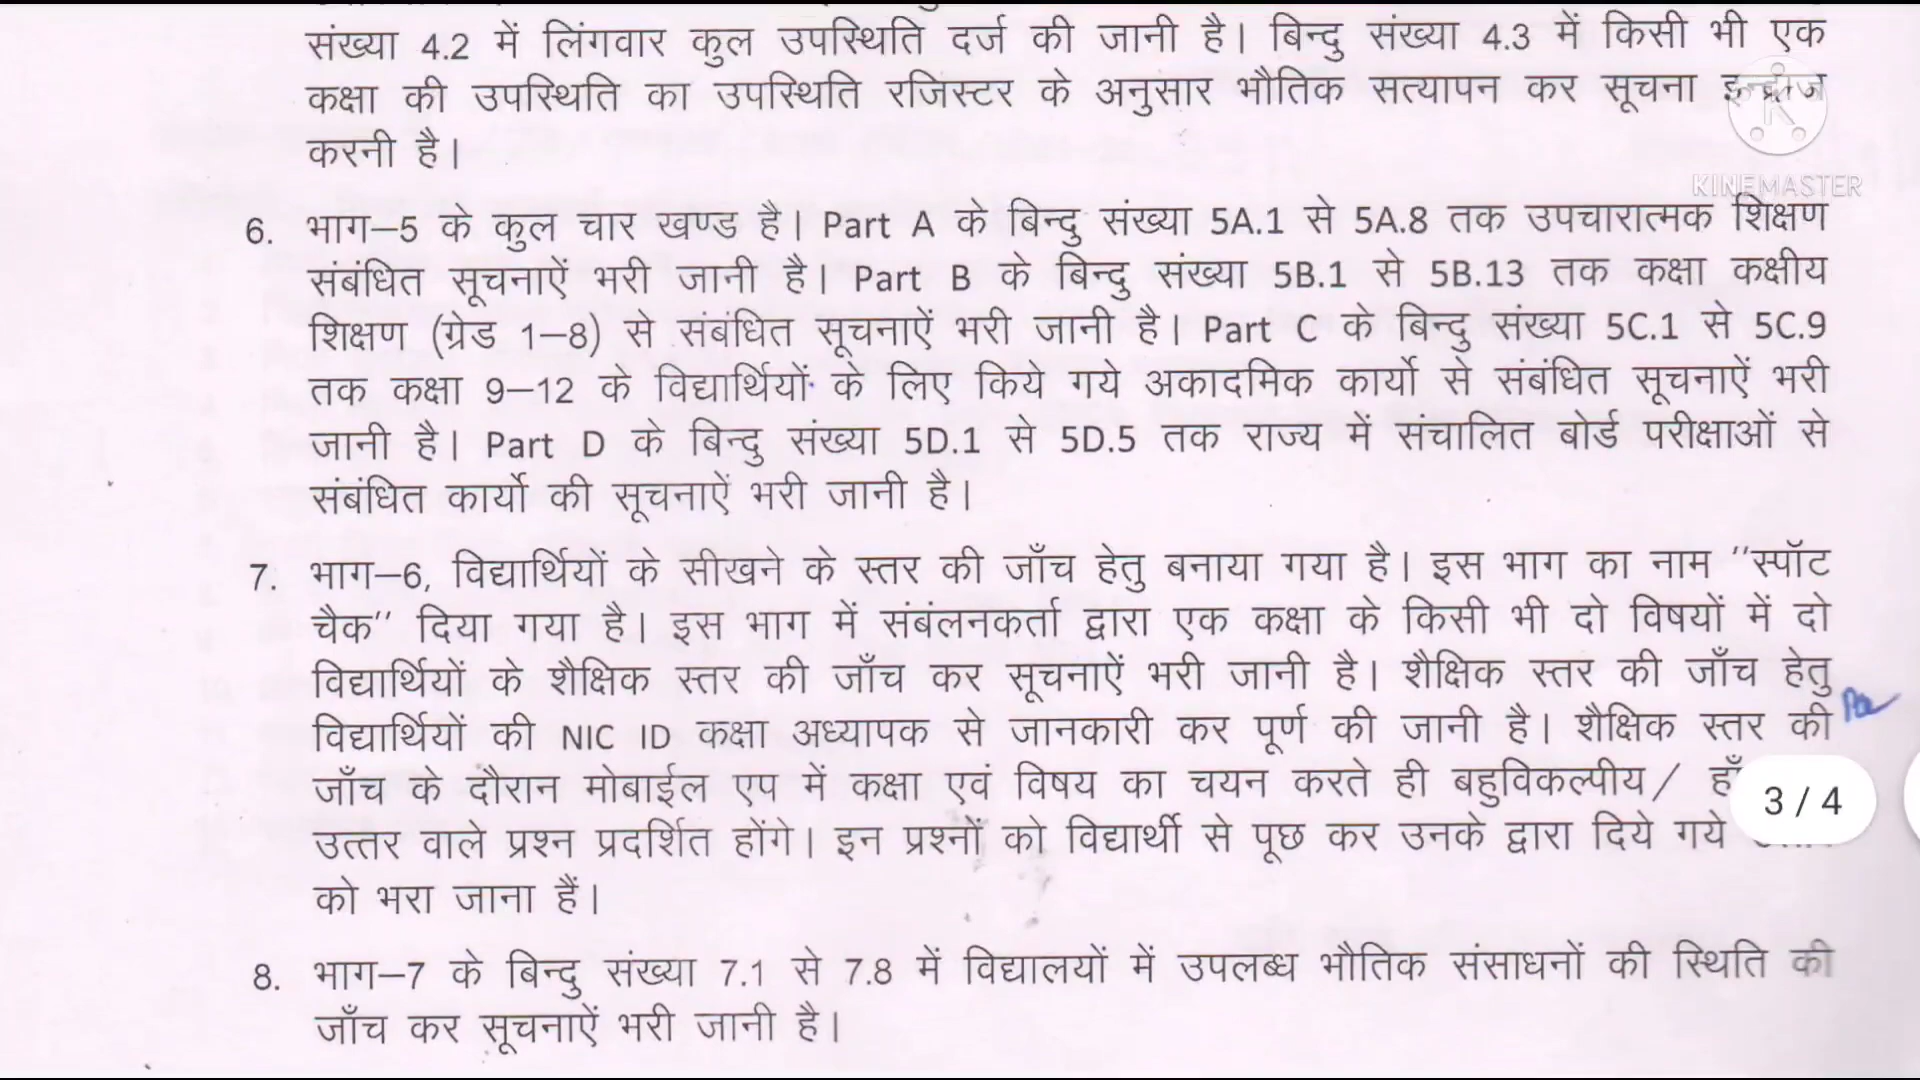 संख्या 4.2 में लिंगवार कुल उपस्थिति दर्ज की जानी है। बिन्दु संख्या 4.3 में किसी भी एक
कक्षा की उपस्थिति का उपस्थिति रजिस्टर के अनुसार भौतिक सत्यापन कर सूचना इन्द्राज
करनी है।
KINEMASTER
6. भाग–5 के कुल चार खण्ड है। Part A के बिन्दु संख्या 5A.1 से 5A.8 तक उपचारात्मक शिक्षण
संबंधित सूचनाऐं भरी जानी है। Part B के बिन्दु संख्या 5B.1 से 5B.13 तक कक्षा कक्षीय
शिक्षण (ग्रेड 1–8) से संबंधित सूचनाऐं भरी जानी है। Part C के बिन्दु संख्या 5C.1 से 5C.9
तक कक्षा 9–12 के विद्यार्थियों के लिए किये गये अकादमिक कार्यो से संबंधित सूचनाऐं भरी
जानी है। Part D के बिन्दु संख्या 5D.1 से 5D.5 तक राज्य में संचालित बोर्ड परीक्षाओं से
संबंधित कार्यो की सूचनाऐं भरी जानी है।
7. भाग–6, विद्यार्थियों के सीखने के स्तर की जाँच हेतु बनाया गया है। इस भाग का नाम ''स्पॉट
चैक'' दिया गया है। इस भाग में संबंलनकर्ता द्वारा एक कक्षा के किसी भी दो विषयों में दो
विद्यार्थियों के शैक्षिक स्तर की जाँच कर सूचनाऐं भरी जानी है। शैक्षिक स्तर की जाँच हेतु
विद्यार्थियों की NIC ID कक्षा अध्यापक से जानकारी कर पूर्ण की जानी है। शैक्षिक स्तर की
जाँच के दौरान मोबाईल एप में कक्षा एवं विषय का चयन करते ही बहुविकल्पीय/ हाँ
3 / 4
उत्तर वाले प्रश्न प्रदर्शित होंगे। इन प्रश्नों को विद्यार्थी से पूछ कर उनके द्वारा दिये गये
को भरा जाना हैं।
8. भाग–7 के बिन्दु संख्या 7.1 से 7.8 में विद्यालयों में उपलब्ध भौतिक संसाधनों की स्थिति की
जाँच कर सूचनाऐं भरी जानी है।